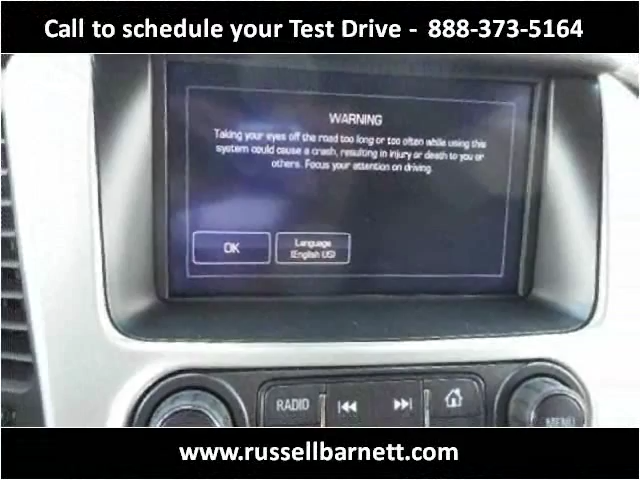 Call to schedule your Test Drive - 888-373-5164
WARNING
Taking your eyes off the road too long or too often while using this
system could cause a crash, resulting in injury or death to you or
others. Focus your attention on driving.
OK
Language
(English US)
RADIO
MENU
www.russellbarnett.com